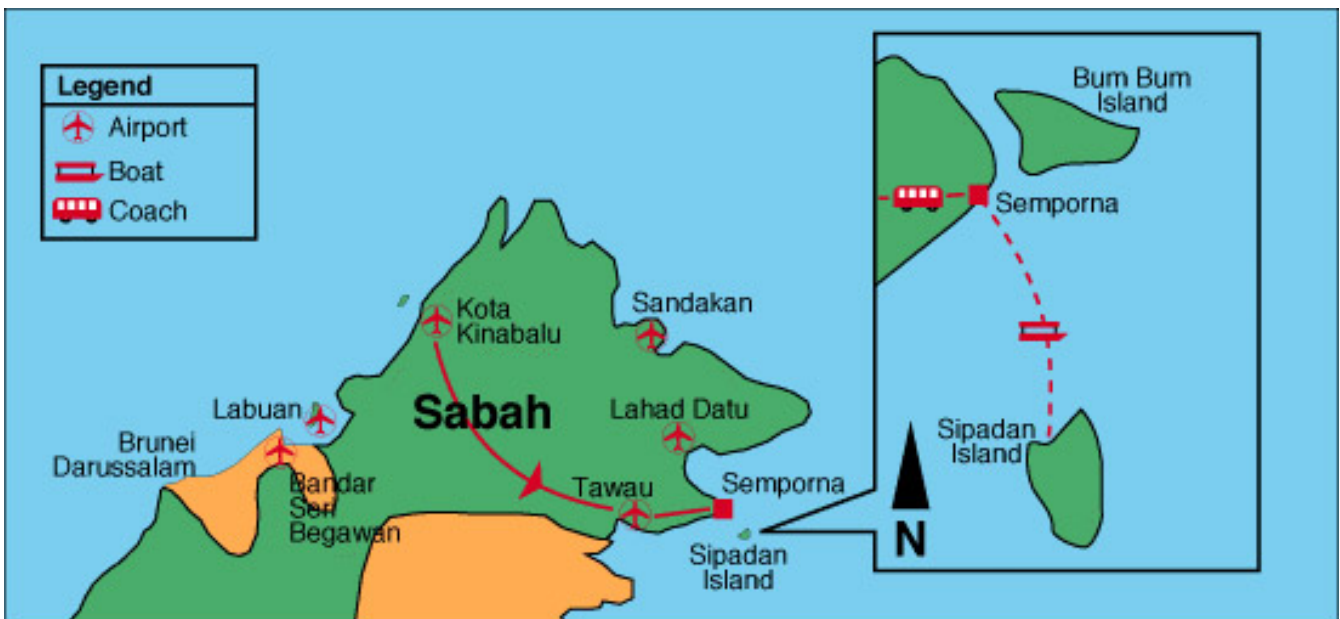 Legend
Airport
Boat
Coach
Bum Bum
Island
Semporna
Kota
Kinabalu
Sandakan
Labuan
Sabah
Lahad Datu
Brunei
Darussalam
Bandar
Seri
Begawan
Tawau
Semporna
Sipadan
Island
Sipadan
Island
N